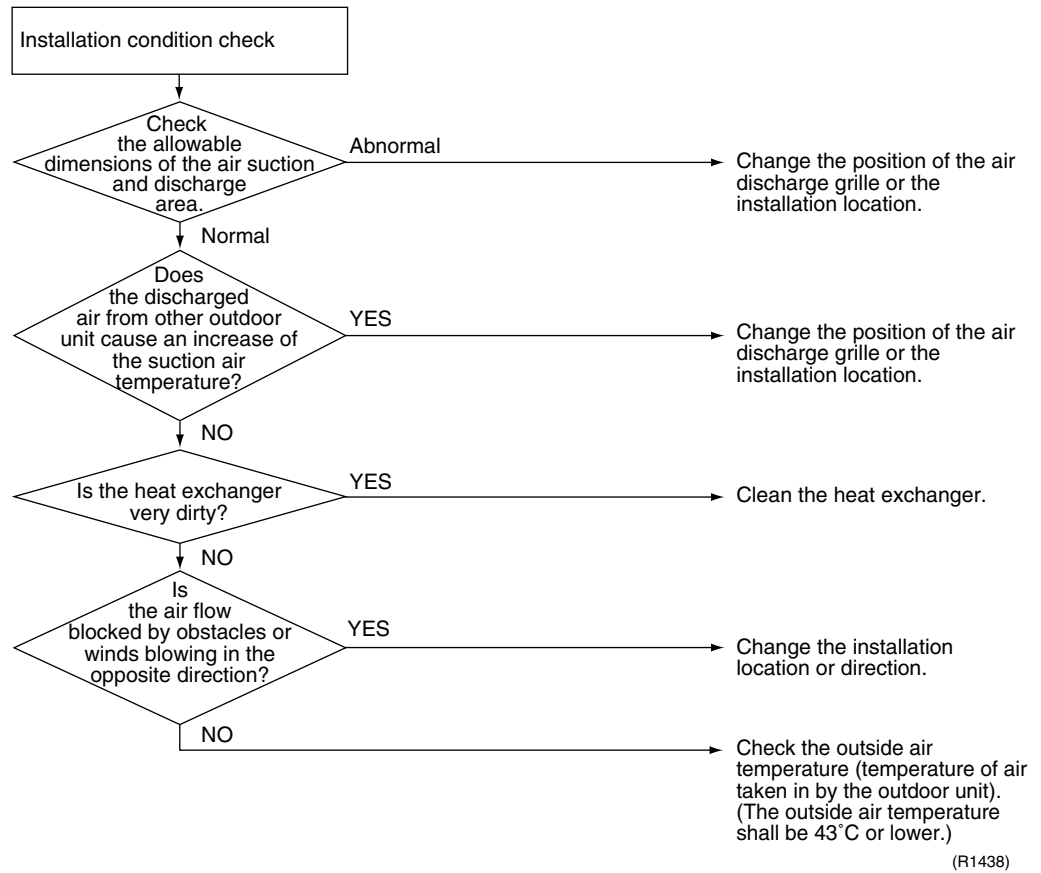 Installation condition check
Check
the allowable
dimensions of the air suction
and discharge
area.
Abnormal
Change the position of the air
discharge grille or the
installation location.
Normal
Does
the discharged
air from other outdoor
unit cause an increase of
the suction air
temperature?
YES
Change the position of the air
discharge grille or the
installation location.
NO
Is the heat exchanger
very dirty?
YES
Clean the heat exchanger.
NO
Is
the air flow
blocked by obstacles or
winds blowing in the
opposite direction?
YES
Change the installation
location or direction.
NO
Check the outside air
temperature (temperature of air
taken in by the outdoor unit).
(The outside air temperature
shall be 43˚C or lower.)
(R1438)